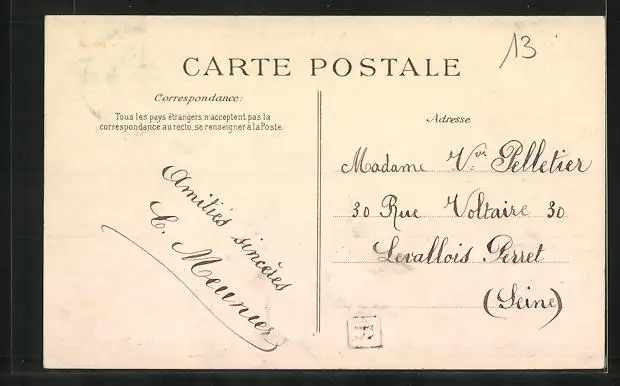 13
CARTE POSTALE
Correspondance:
Tous les pays étrangers n'acceptent pas la
correspondance au recto, se renseigner à la Poste.
Amitiés sincères
E. Meunier
Adresse
Madame Vve Pelletier
30 Rue Voltaire 30
Levallois Perret
(Seine)